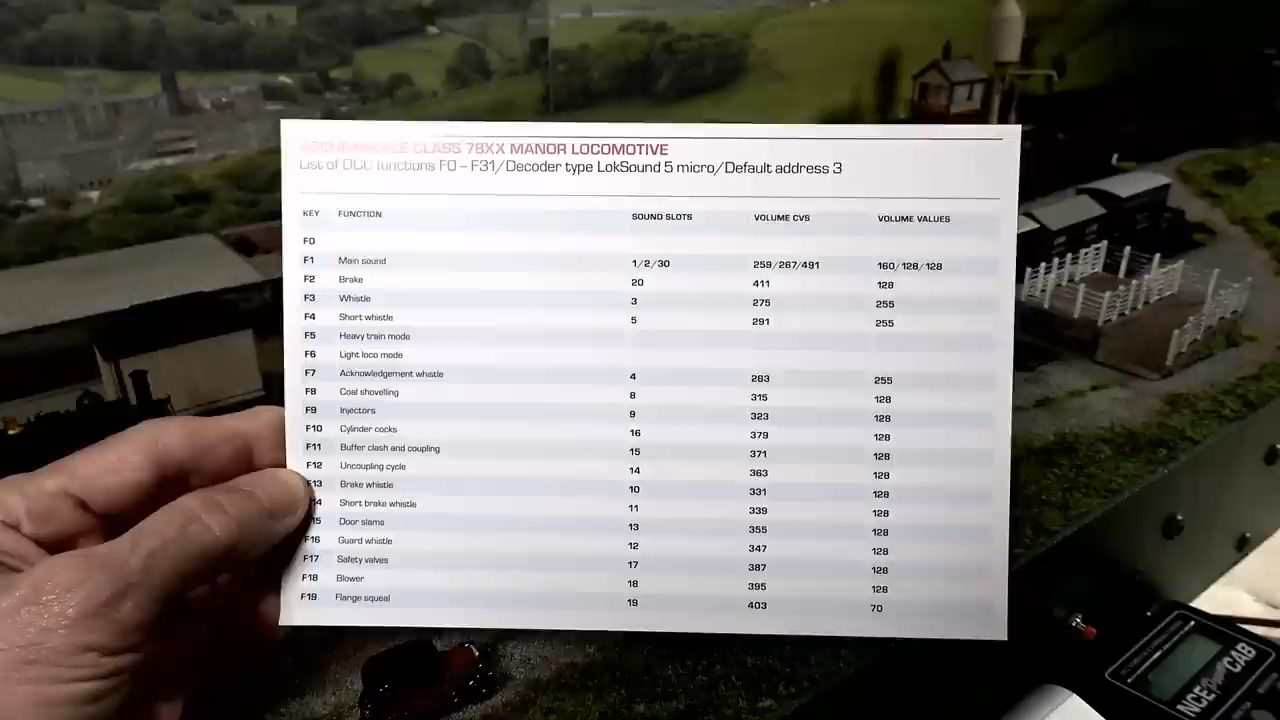 CLASS 78XX MANOR LOCOMOTIVE
List of DCC functions F0 – F31/Decoder type LokSound 5 micro/Default address 3
KEY FUNCTION SOUND SLOTS VOLUME CVS VOLUME VALUES
F0
F1 Main sound 1/2/30 259/267/491 160/128/128
F2 Brake 20 411 128
F3 Whistle 3 275 255
F4 Short whistle 5 291 255
F5 Heavy train mode
F6 Light loco mode
F7 Acknowledgement whistle 4 283 255
F8 Coal shovelling 8 315 128
F9 Injectors 9 323 128
F10 Cylinder cocks 16 379 128
F11 Buffer clash and coupling 15 371 128
F12 Uncoupling cycle 14 363 128
F13 Brake whistle 10 331 128
14 Short brake whistle 11 339 128
15 Door slams 13 355 128
F16 Guard whistle 12 347 128
F17 Safety valves 17 387 128
F18 Blower 18 395 128
F19 Flange squeal 19 403 70
NCE Power CAB